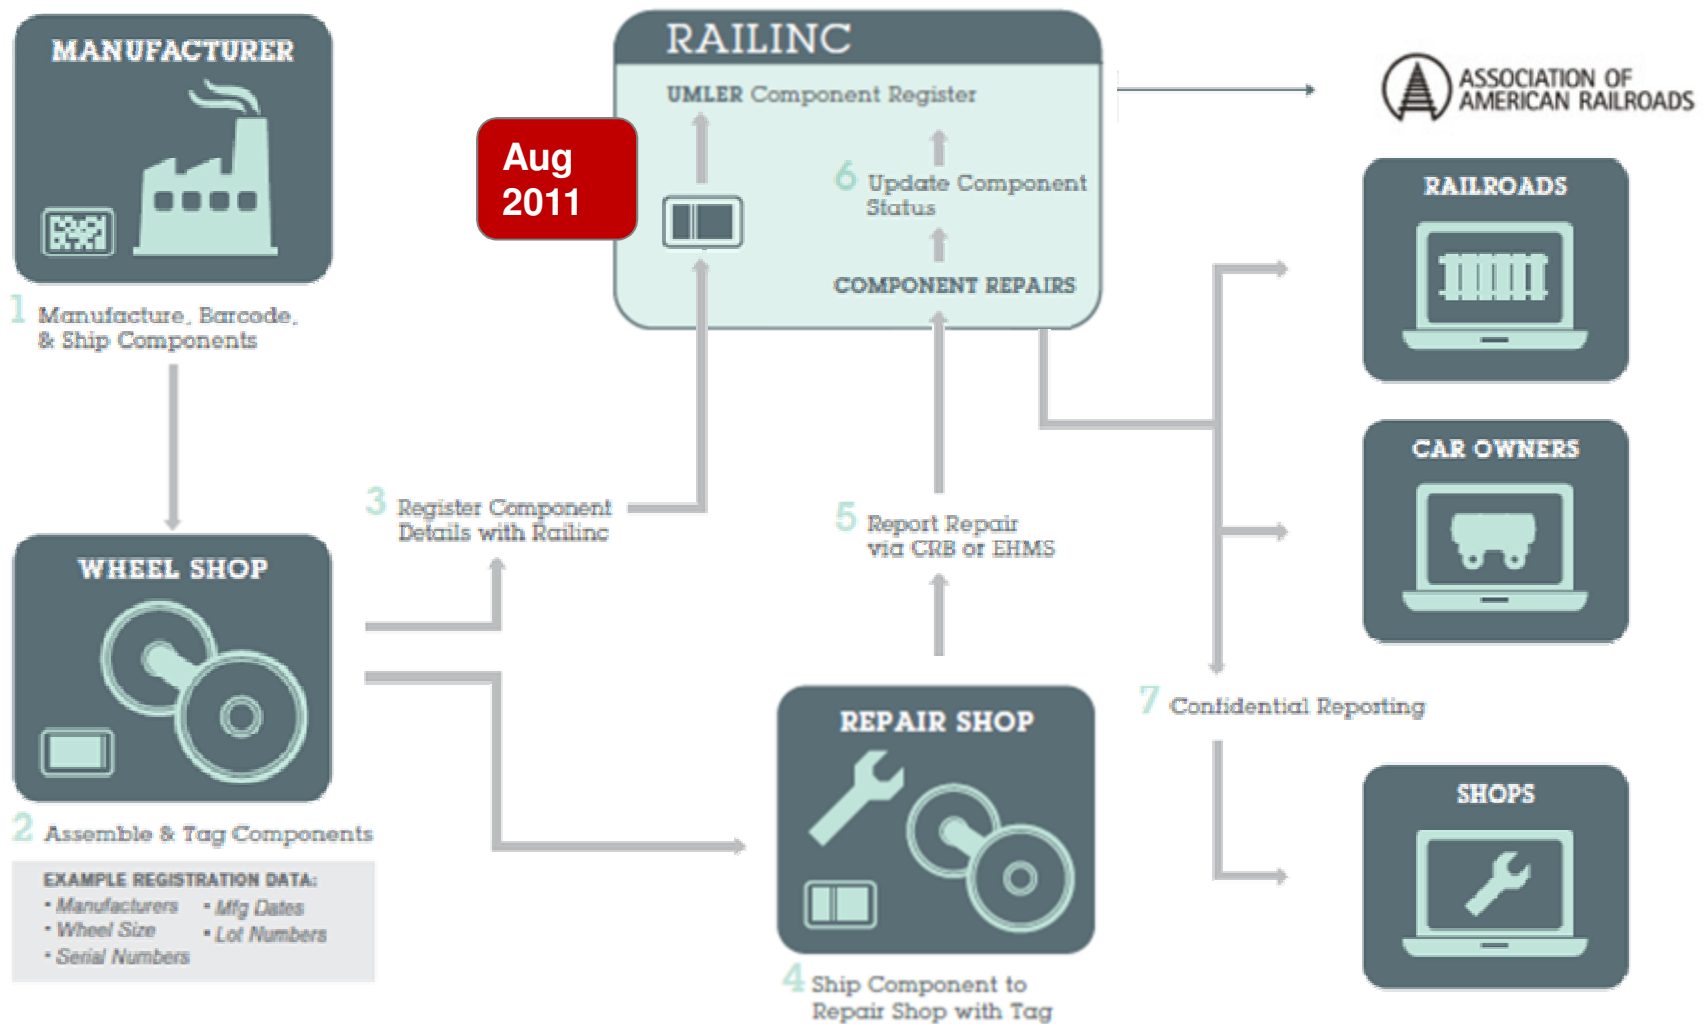 MANUFACTURER
1 Manufacture, Barcode,
& Ship Components
WHEEL SHOP
2 Assemble & Tag Components
EXAMPLE REGISTRATION DATA:
• Manufacturers
• Wheel Size
• Serial Numbers
• Mfg Dates
• Lot Numbers
3 Register Component
Details with Railinc
Aug
2011
RAILINC
UMLER Component Register
6 Update Component
Status
COMPONENT REPAIRS
5 Report Repair
via CRB or EHMS
REPAIR SHOP
4 Ship Component to
Repair Shop with Tag
ASSOCIATION OF
AMERICAN RAILROADS
RAILROADS
CAR OWNERS
7 Confidential Reporting
SHOPS